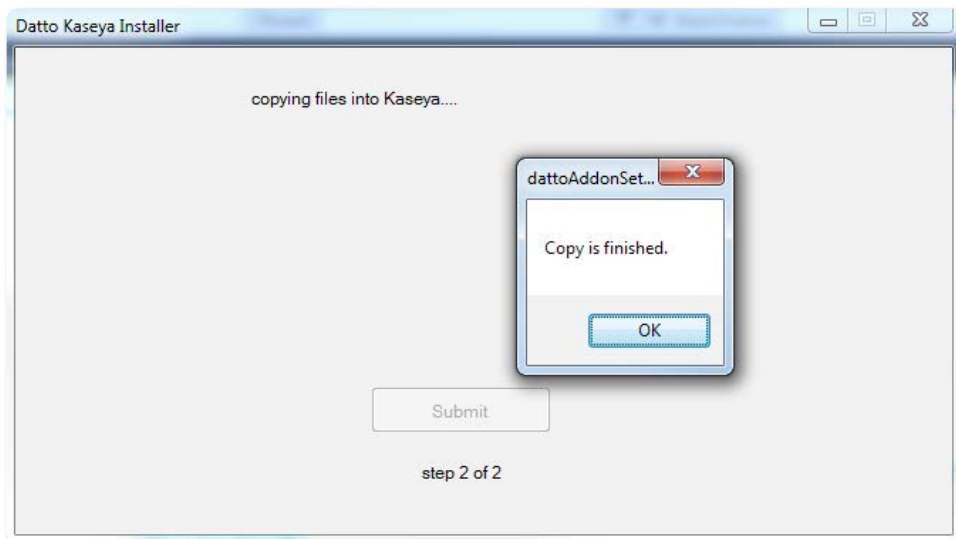 Datto Kaseya Installer
copying files into Kaseya....
dattoAddonSet...
Copy is finished.
OK
Submit
step 2 of 2